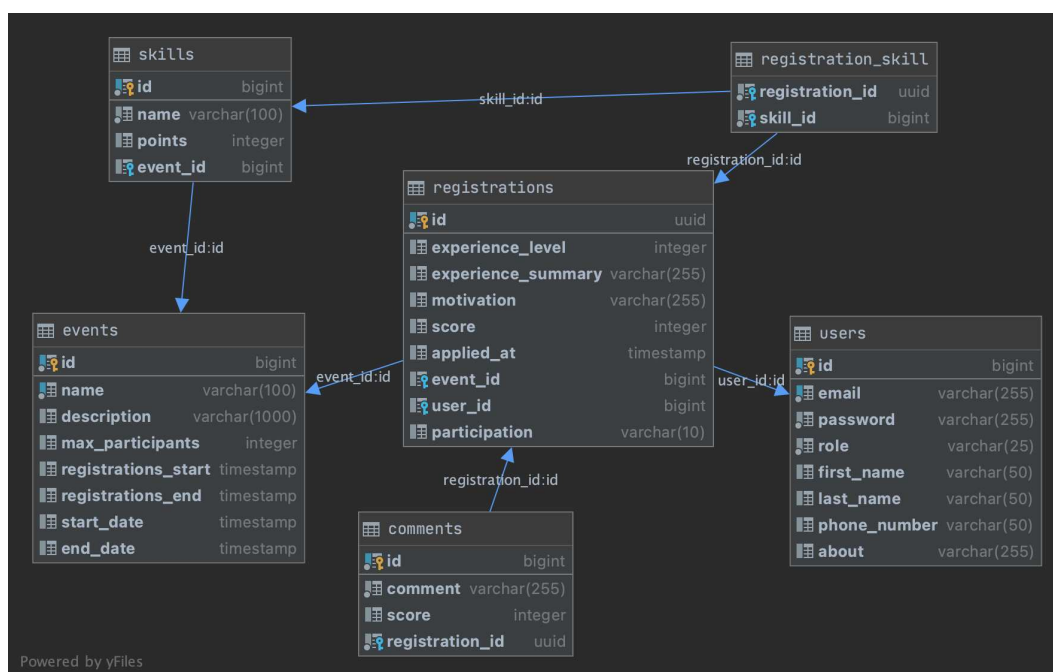 skills
id bigint
name varchar(100)
points integer
event_id bigint
registration_skill
registration_id uuid
skill_id bigint
skill_id:id
registration_id:id
registrations
id uuid
experience_level integer
experience_summary varchar(255)
motivation varchar(255)
score integer
applied_at timestamp
event_id bigint
user_id bigint
participation varchar(10)
event_id:id
events
id bigint
name varchar(100)
description varchar(1000)
max_participants integer
registrations_start timestamp
registrations_end timestamp
start_date timestamp
end_date timestamp
event_id:id
user_id:id
users
id bigint
email varchar(255)
password varchar(255)
role varchar(25)
first_name varchar(50)
last_name varchar(50)
phone_number varchar(50)
about varchar(255)
registration_id:id
comments
id bigint
comment varchar(255)
score integer
registration_id uuid
Powered by yFiles